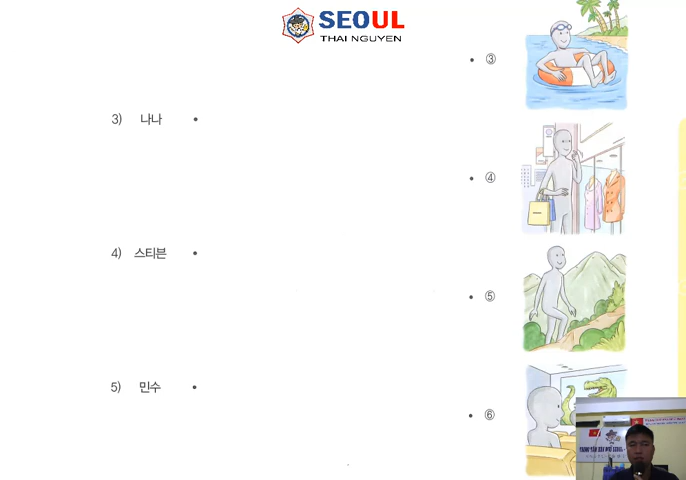 SEOUL
THAI NGUYEN
③
3) 나나 •
• ④
4) 스티븐 •
• ⑤
5) 민수 •
• ⑥